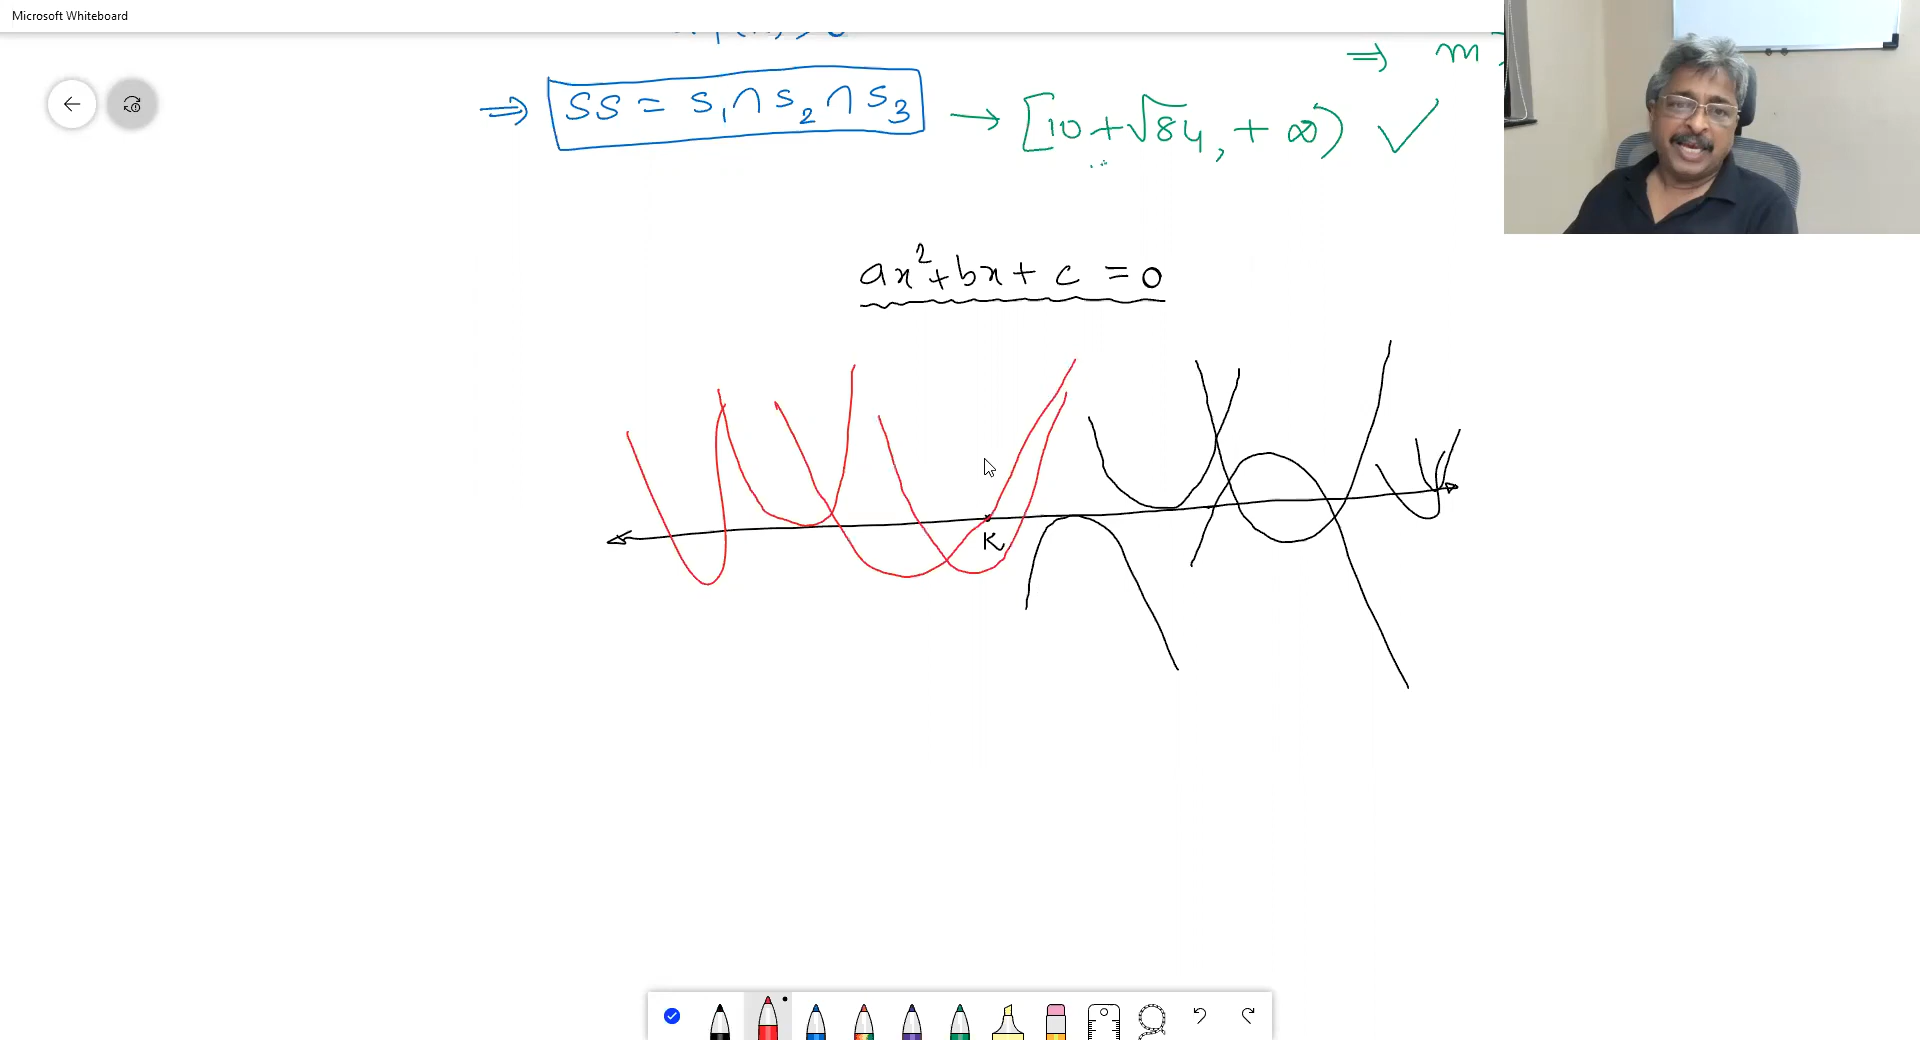 Microsoft Whiteboard
⇒ m
⇒ SS = S₁ ∩ S₂ ∩ S₃ → [10 + √84, + ∞) ✓
ax² + bx + c = 0
K